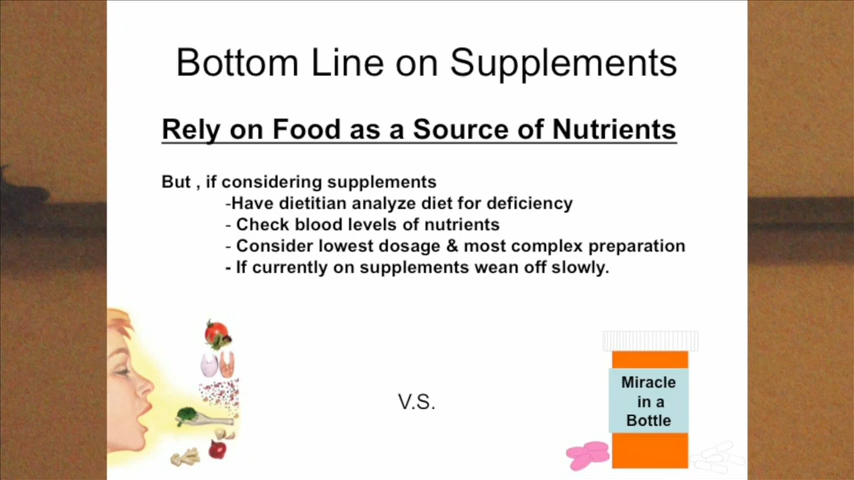 Bottom Line on Supplements
Rely on Food as a Source of Nutrients
But , if considering supplements
-Have dietitian analyze diet for deficiency
- Check blood levels of nutrients
- Consider lowest dosage & most complex preparation
- If currently on supplements wean off slowly.
V.S.
Miracle
in a
Bottle